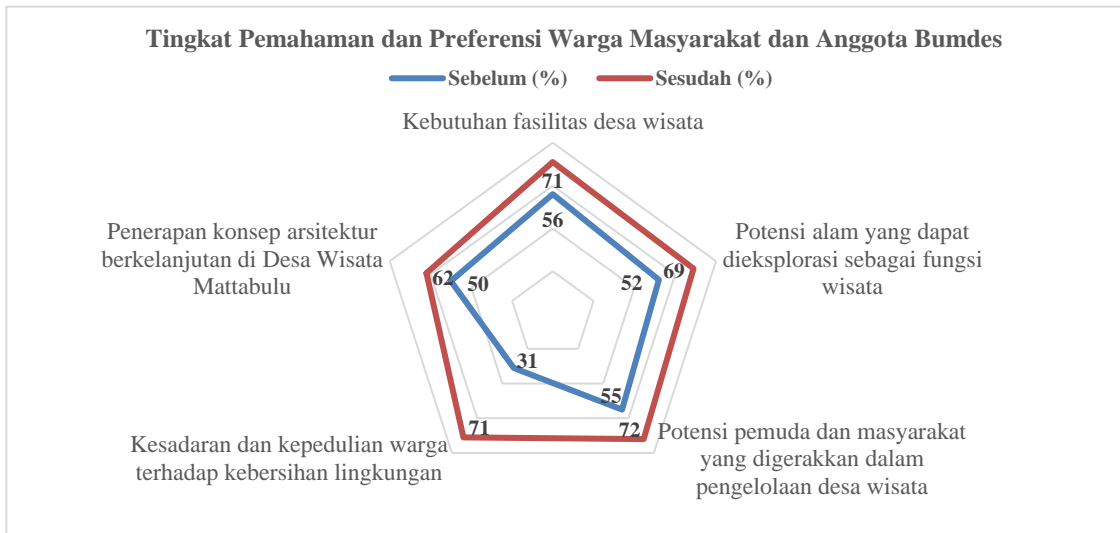 Tingkat Pemahaman dan Preferensi Warga Masyarakat dan Anggota Bumdes
Sebelum (%) Sesudah (%)
Kebutuhan fasilitas desa wisata
71
56
Penerapan konsep arsitektur
berkelanjutan di Desa Wisata
Mattabulu
62 50
52 69
Potensi alam yang dapat
dieksplorasi sebagai fungsi
wisata
31
55
Kesadaran dan kepedulian warga
terhadap kebersihan lingkungan
71
72
Potensi pemuda dan masyarakat
yang digerakkan dalam
pengelolaan desa wisata